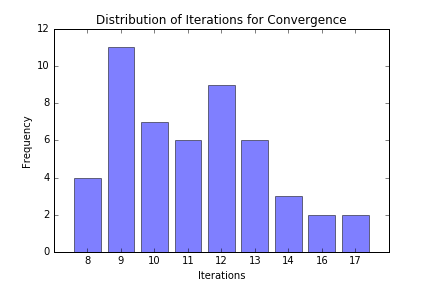 Distribution of Iterations for Convergence
12
10
8
6
4
2
0
Frequency
8 9 10 11 12 13 14 16 17
Iterations